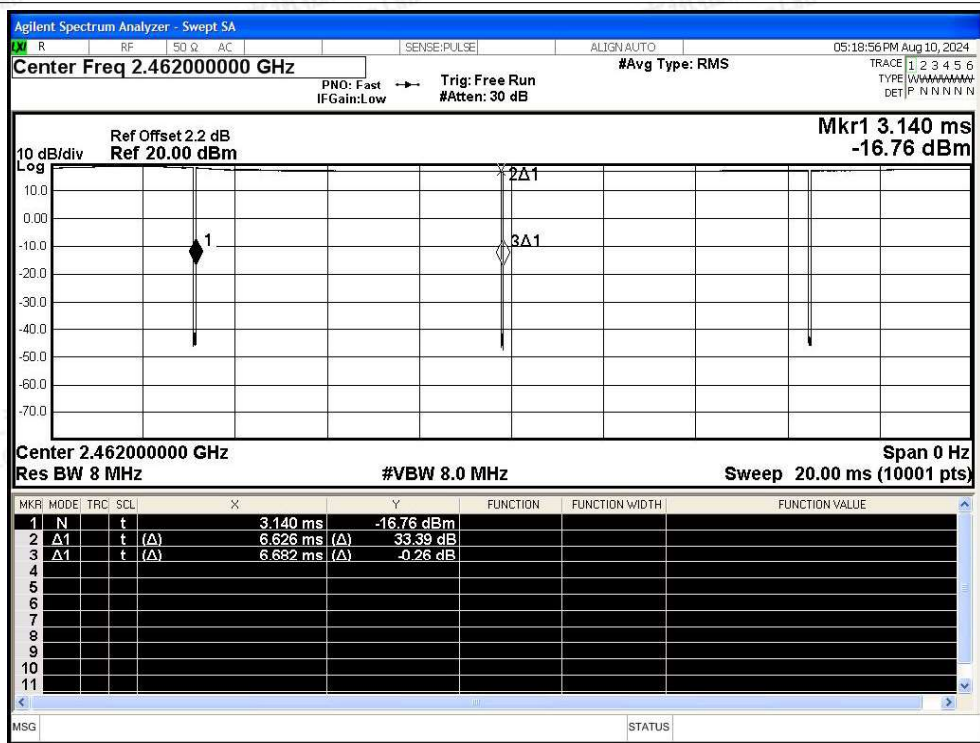 Agilent Spectrum Analyzer - Swept SA
LXI R RF 50 Ω AC SENSE:PULSE ALIGN AUTO 05:18:56 PM Aug 10, 2024
Center Freq 2.462000000 GHz #Avg Type: RMS TRACE 1 2 3 4 5 6
PNO: Fast Trig: Free Run TYPE WWWWWW
IFGain:Low #Atten: 30 dB DET P N N N N N
Mkr1 3.140 ms
Ref Offset 2.2 dB
10 dB/div Ref 20.00 dBm -16.76 dBm
Log
2Δ1
10.0
0.00
1 3Δ1
-10.0
-20.0
-30.0
-40.0
-50.0
-60.0
-70.0
Center 2.462000000 GHz Span 0 Hz
Res BW 8 MHz #VBW 8.0 MHz Sweep 20.00 ms (10001 pts)
MKR MODE TRC SCL X Y FUNCTION FUNCTION WIDTH FUNCTION VALUE
1 N t 3.140 ms -16.76 dBm
2 Δ1 t (Δ) 6.626 ms (Δ) 33.39 dB
3 Δ1 t (Δ) 6.682 ms (Δ) -0.26 dB
4
5
6
7
8
9
10
11
MSG STATUS